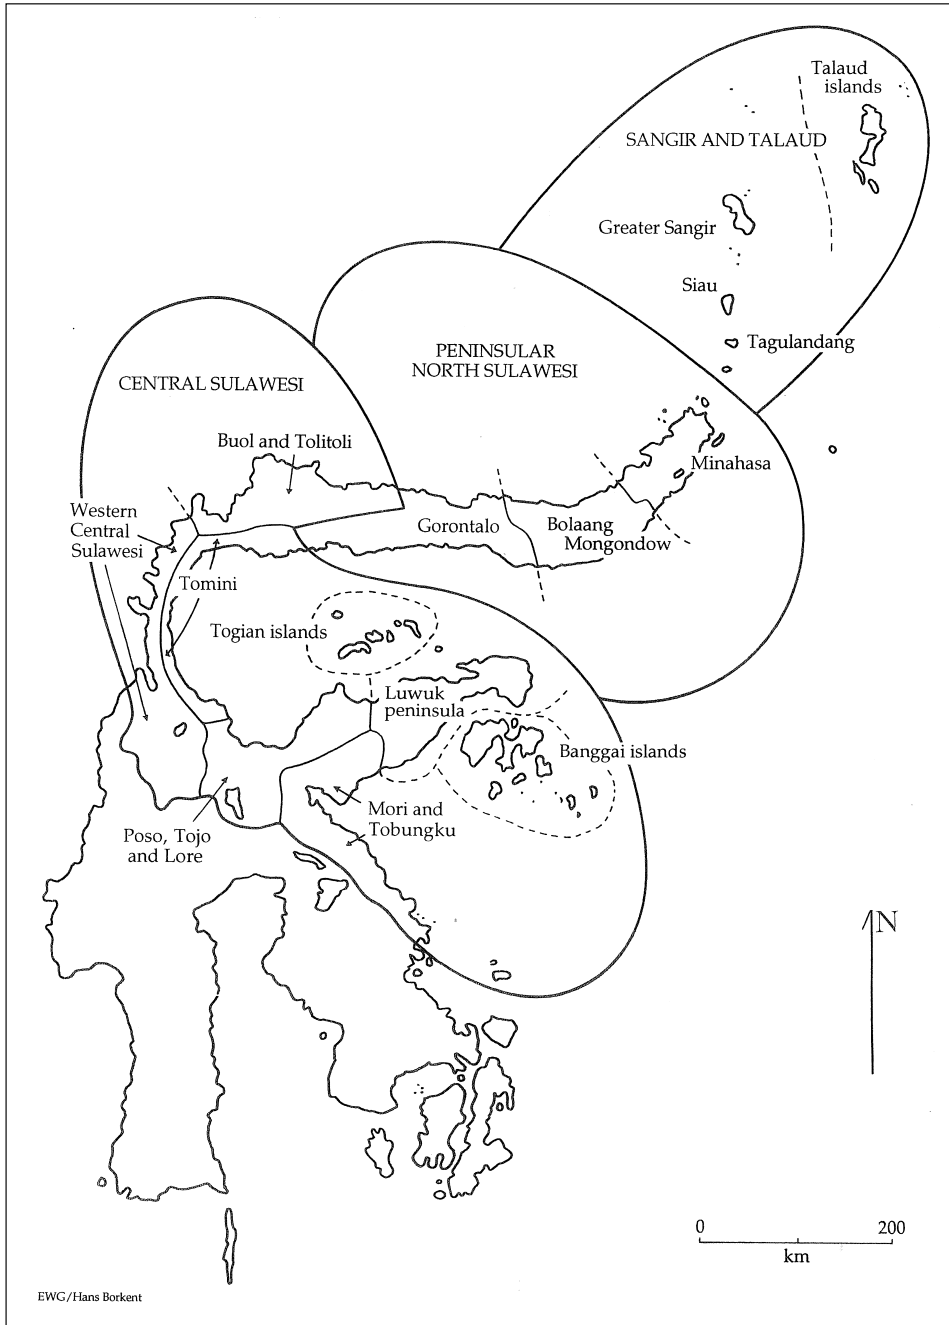 Talaud
islands
SANGIR AND TALAUD
Greater Sangir
Siau
Tagulandang
PENINSULAR
NORTH SULAWESI
CENTRAL SULAWESI
Buol and Tolitoli
Minahasa
Western
Central
Sulawesi
Gorontalo
Bolaang
Mongondow
Tomini
Togian islands
Luwuk
peninsula
Banggai islands
Mori and
Tobungku
Poso, Tojo
and Lore
N
0 200
km
EWG/Hans Borkent